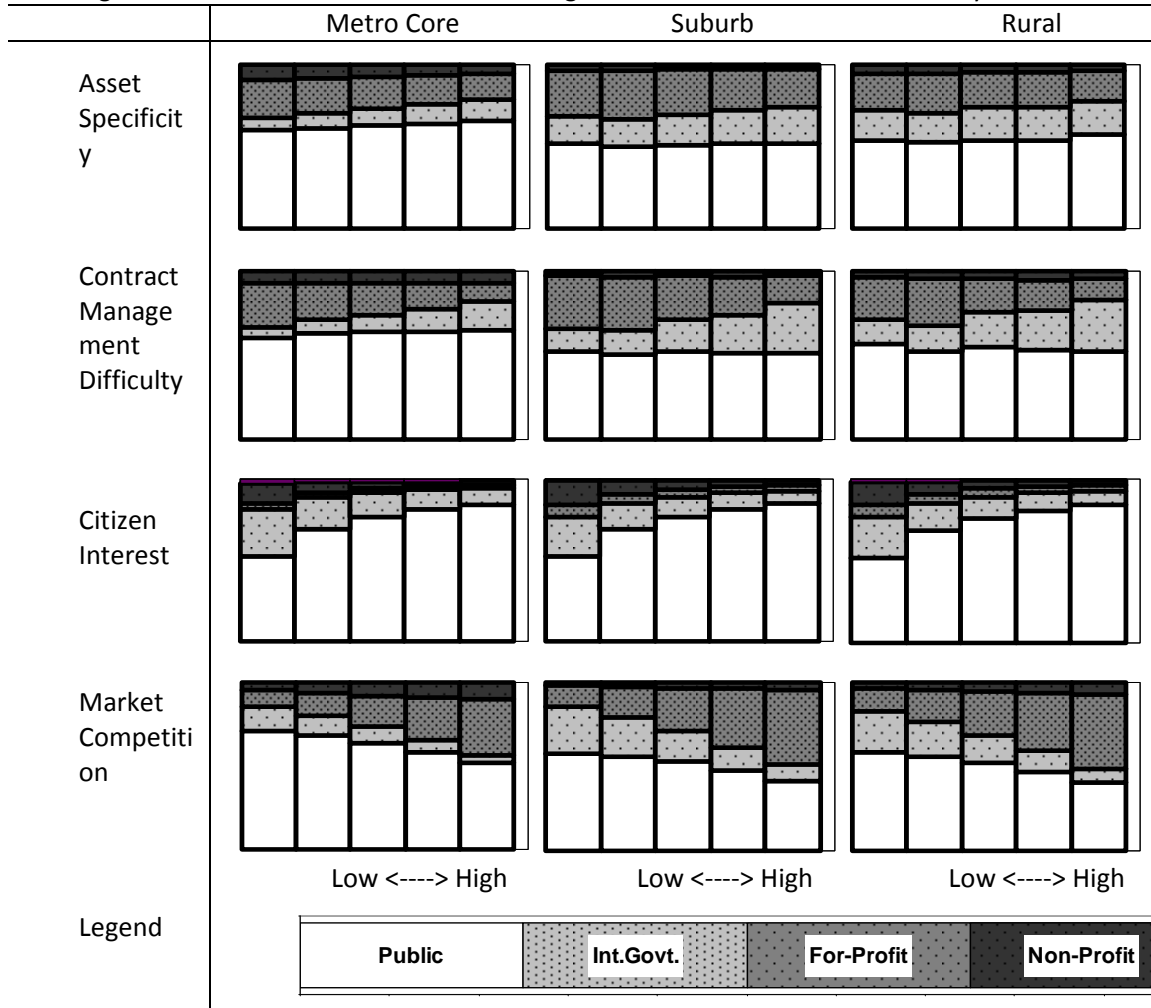 Metro Core Suburb Rural
Asset
Specificit
y
Contract
Manage
ment
Difficulty
Citizen
Interest
Market
Competiti
on
Low <----> High Low <----> High Low <----> High
Legend
Public Int.Govt. For-Profit Non-Profit